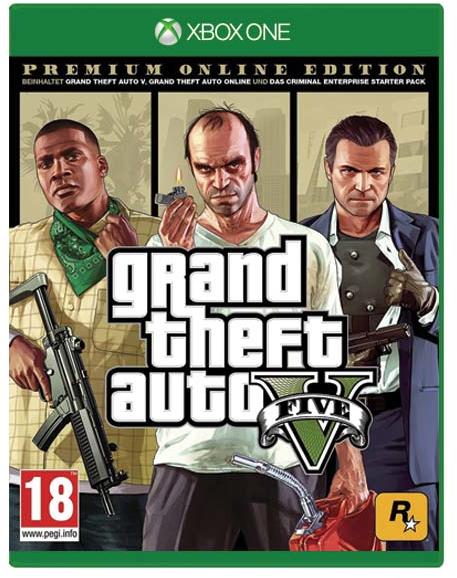 XBOX ONE
PREMIUM ONLINE EDITION
BEINHALTET GRAND THEFT AUTO V, GRAND THEFT AUTO ONLINE UND DAS CRIMINAL ENTERPRISE STARTER PACK
grand
theft
auto V
FIVE
18
www.pegi.info
R